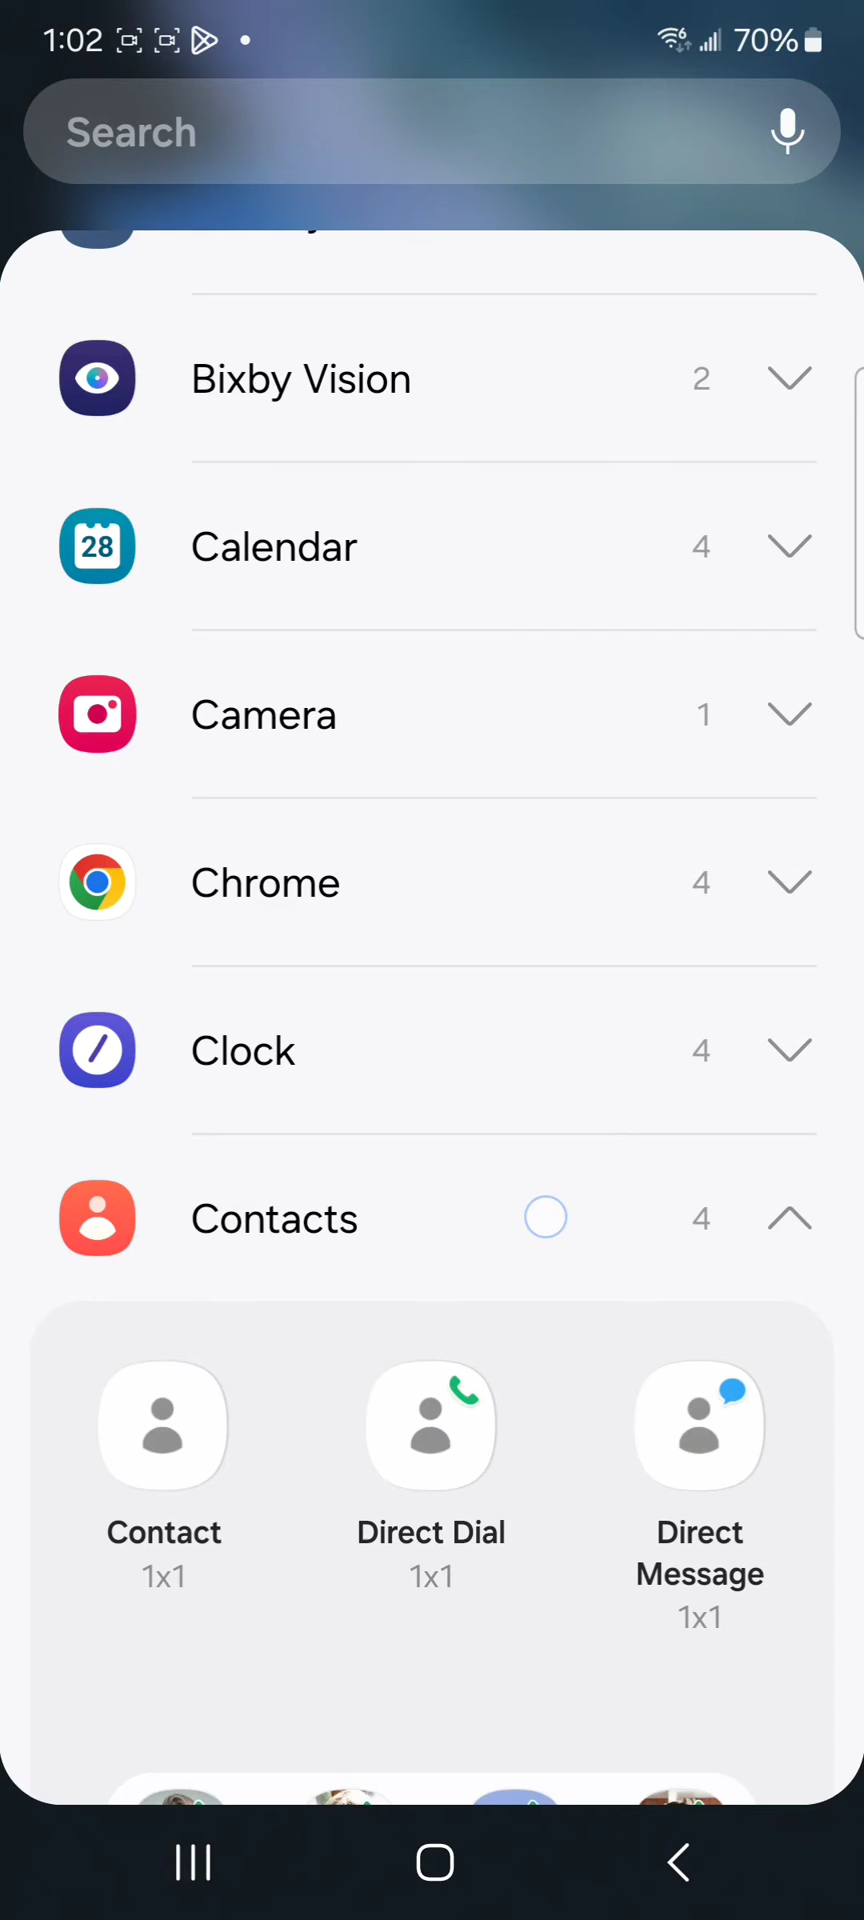 1:02
70%
Search
Bixby Vision
2
28
Calendar
4
Camera
1
Chrome
4
Clock
4
Contacts
4
Contact
1x1
Direct Dial
1x1
Direct
Message
1x1